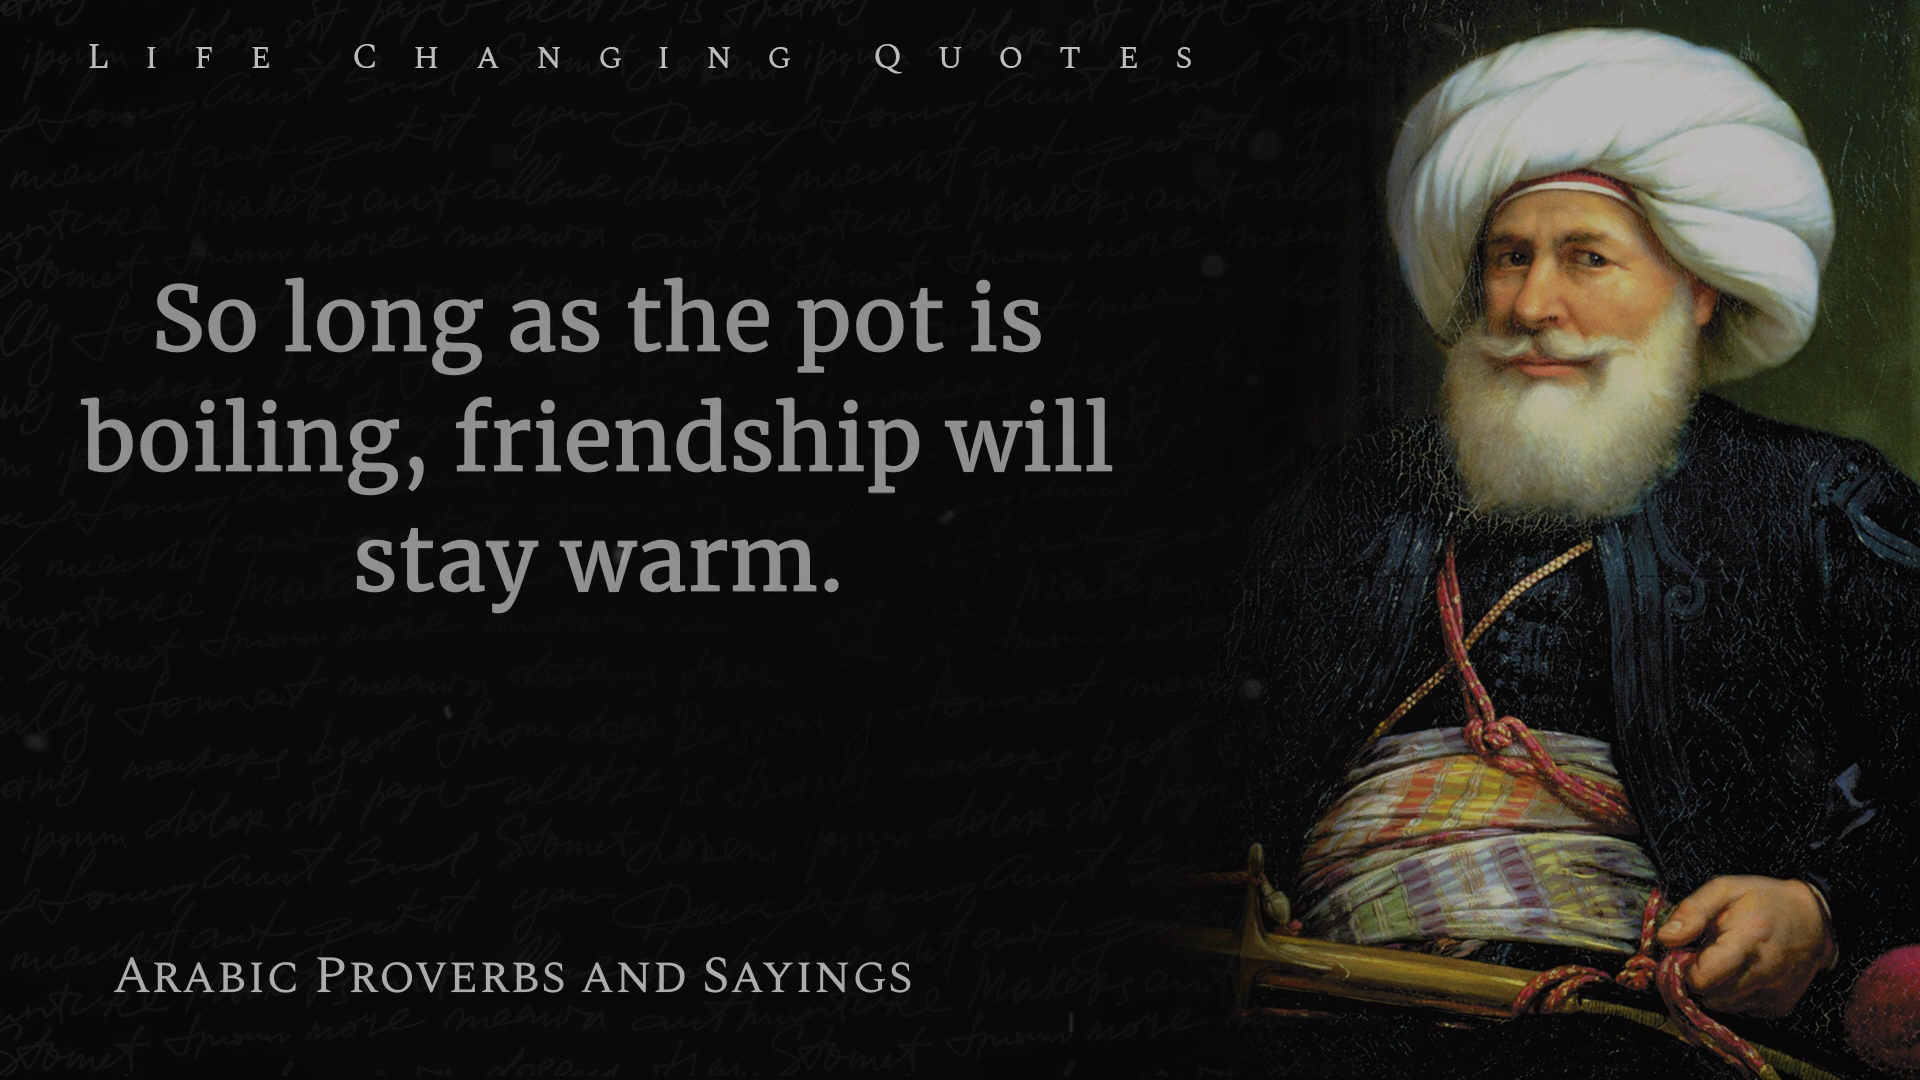 Life Changing Quotes
So long as the pot is
boiling, friendship will
stay warm.
Arabic Proverbs and Sayings